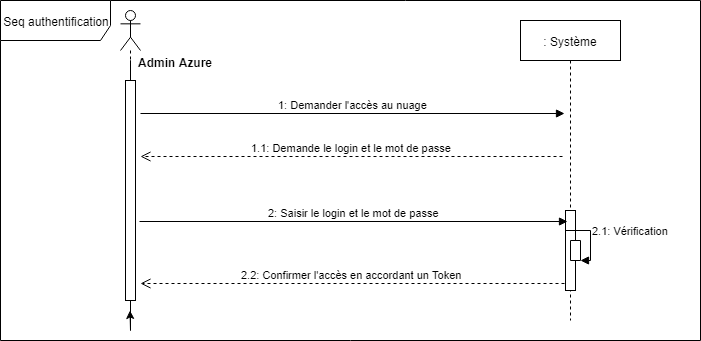 Seq authentification
Admin Azure
: Système
1: Demander l'accès au nuage
1.1: Demande le login et le mot de passe
2: Saisir le login et le mot de passe
2.1: Vérification
2.2: Confirmer l'accès en accordant un Token